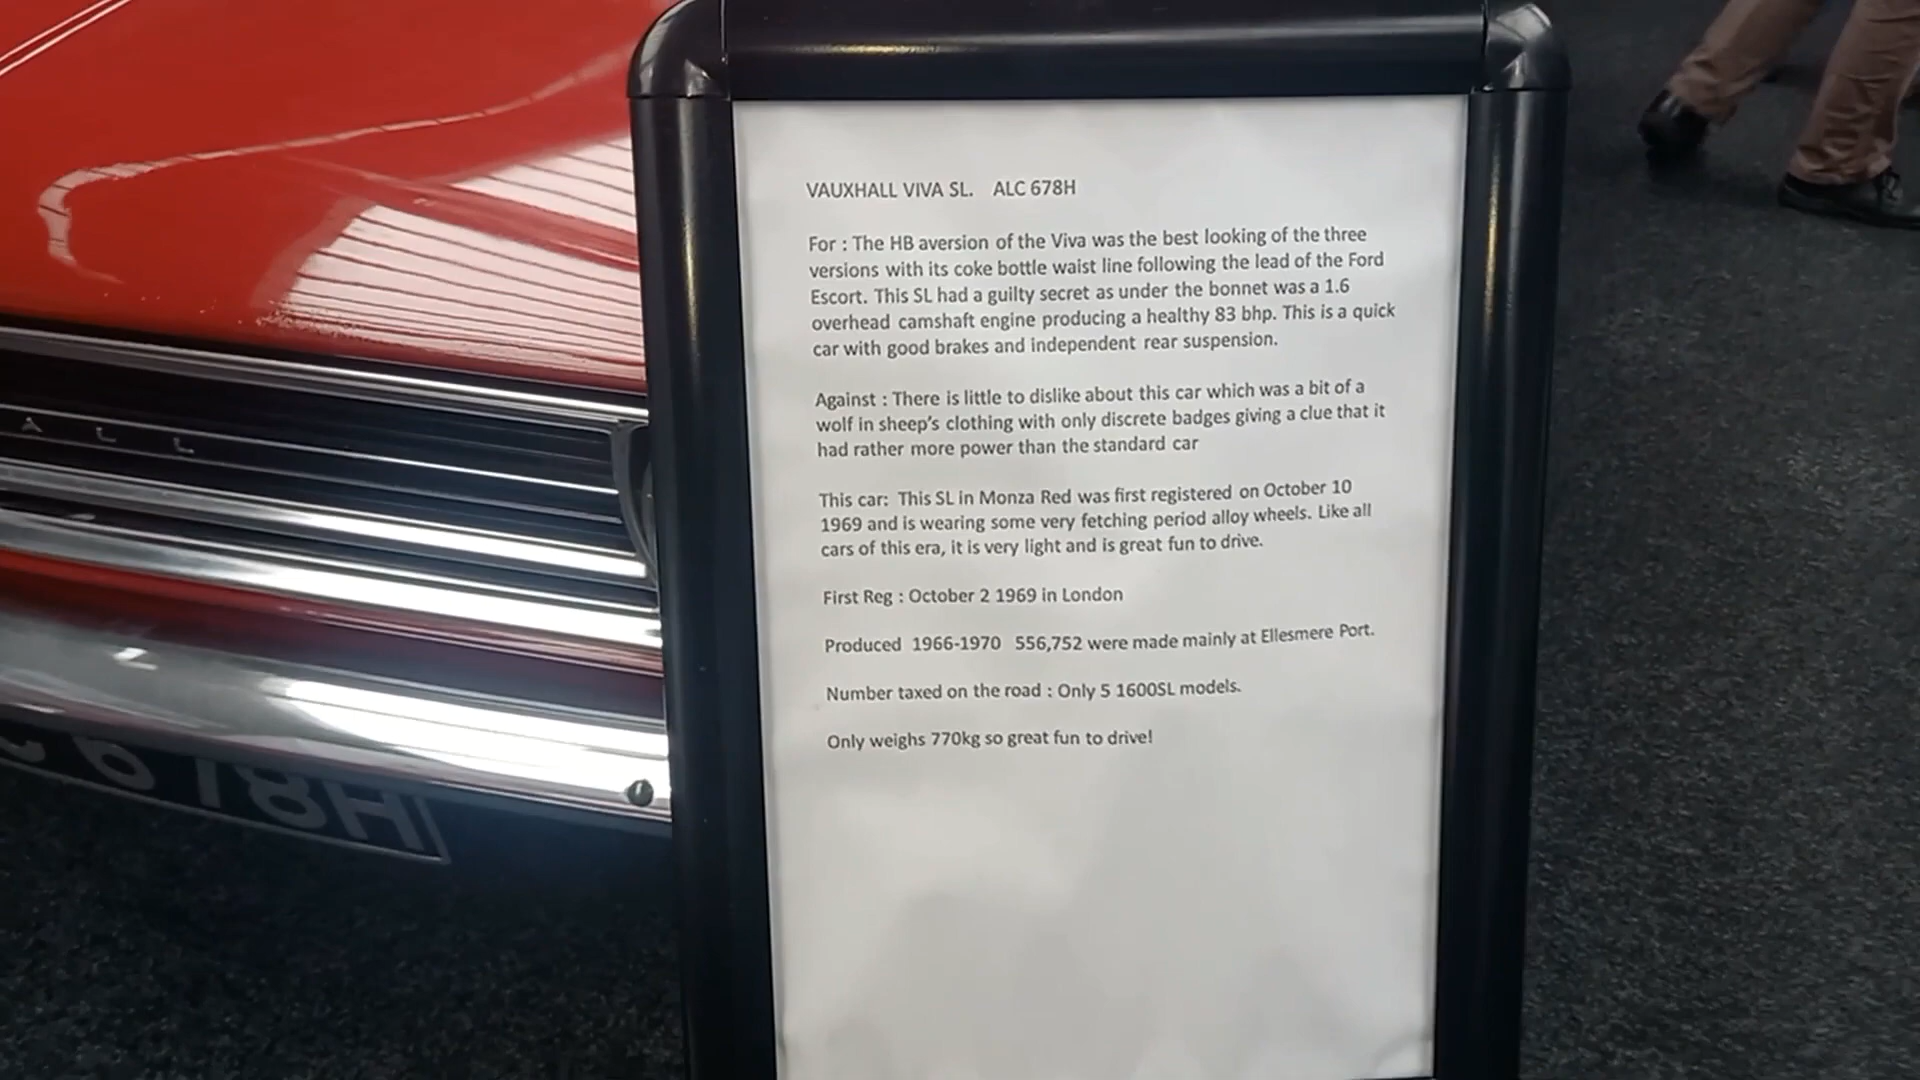 VAUXHALL VIVA SL. ALC 678H
For : The HB aversion of the Viva was the best looking of the three
versions with its coke bottle waist line following the lead of the Ford
Escort. This SL had a guilty secret as under the bonnet was a 1.6
overhead camshaft engine producing a healthy 83 bhp. This is a quick
car with good brakes and independent rear suspension.
Against : There is little to dislike about this car which was a bit of a
wolf in sheep's clothing with only discrete badges giving a clue that it
had rather more power than the standard car
This car: This SL in Monza Red was first registered on October 10
1969 and is wearing some very fetching period alloy wheels. Like all
cars of this era, it is very light and is great fun to drive.
First Reg : October 2 1969 in London
Produced 1966-1970 556,752 were made mainly at Ellesmere Port.
Number taxed on the road : Only 5 1600SL models.
Only weighs 770kg so great fun to drive!
ALL
C 678H